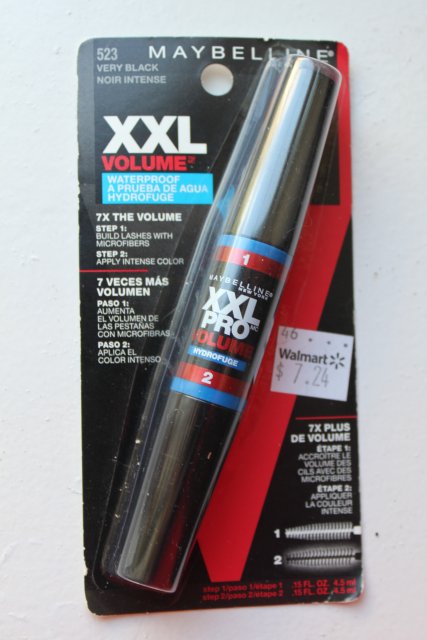 523
MAYBELLINE®
VERY BLACK
NOIR INTENSE
XXL
VOLUME
WATERPROOF
A PRUEBA DE AGUA
HYDROFUGE
7X THE VOLUME
STEP 1:
BUILD LASHES WITH
MICROFIBERS
STEP 2:
APPLY INTENSE COLOR
7 VECES MÁS
VOLUMEN
PASO 1:
AUMENTA
EL VOLUMEN DE
LAS PESTAÑAS
CON MICROFIBRAS
PASO 2:
APLICA EL
COLOR INTENSO
1
MAYBELLINE®
NEW YORK
XXL
PRO MC
VOLUME
HYDROFUGE
2
46
Walmart
$ 7.24
7X PLUS
DE VOLUME
ÉTAPE 1:
ACCROÎTRE LE
VOLUME DES
CILS AVEC DES
MICROFIBRES
ÉTAPE 2:
APPLIQUER
LA COULEUR
INTENSE
1
2
step 1/paso 1/étape 1 .15 FL. OZ. 4.5 mL
step 2/paso 2/étape 2 .15 FL. OZ. 4.5 mL